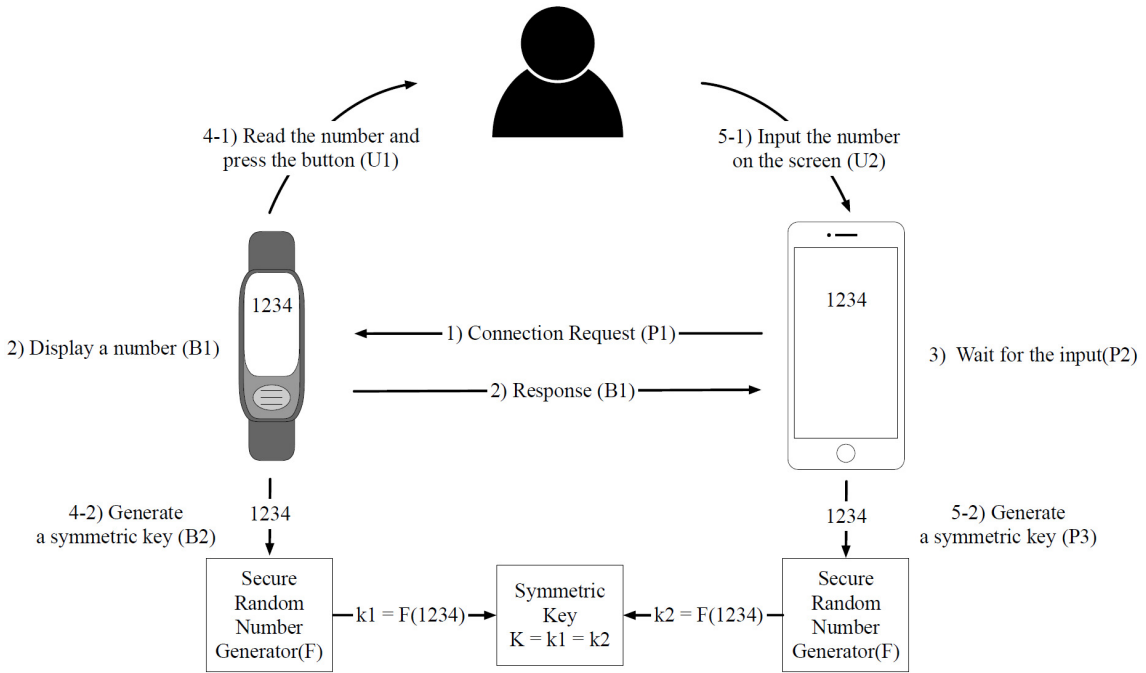 4-1) Read the number and
press the button (U1)
5-1) Input the number
on the screen (U2)
1234
1234
1) Connection Request (P1)
2) Display a number (B1)
3) Wait for the input(P2)
2) Response (B1)
4-2) Generate
a symmetric key (B2)
1234
1234
5-2) Generate
a symmetric key (P3)
Secure
Random
Number
Generator(F)
k1 = F(1234)
Symmetric
Key
K = k1 = k2
k2 = F(1234)
Secure
Random
Number
Generator(F)